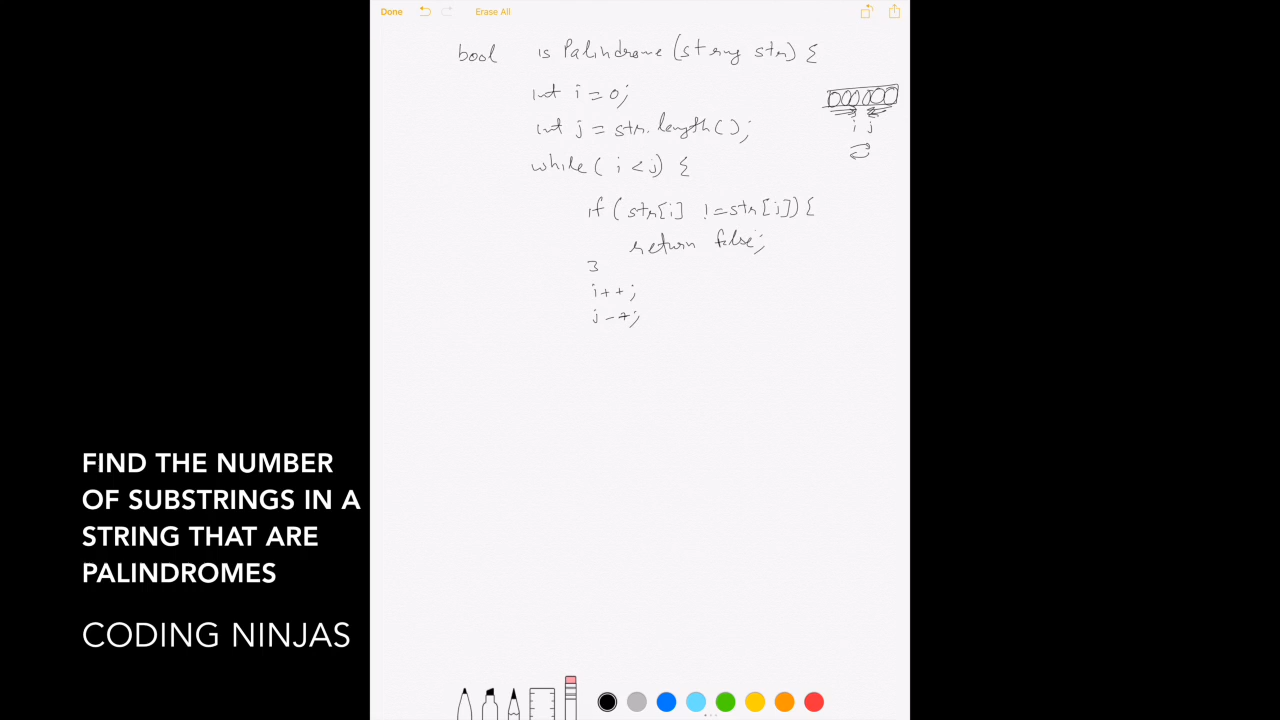 Done
Erase All
bool isPalindrome (string str) {
int i = 0;
int j = str.length();
while( i < j) {
if ( str[i] != str[j]) {
return false;
}
i++;
j--;
i j
FIND THE NUMBER
OF SUBSTRINGS IN A
STRING THAT ARE
PALINDROMES
CODING NINJAS